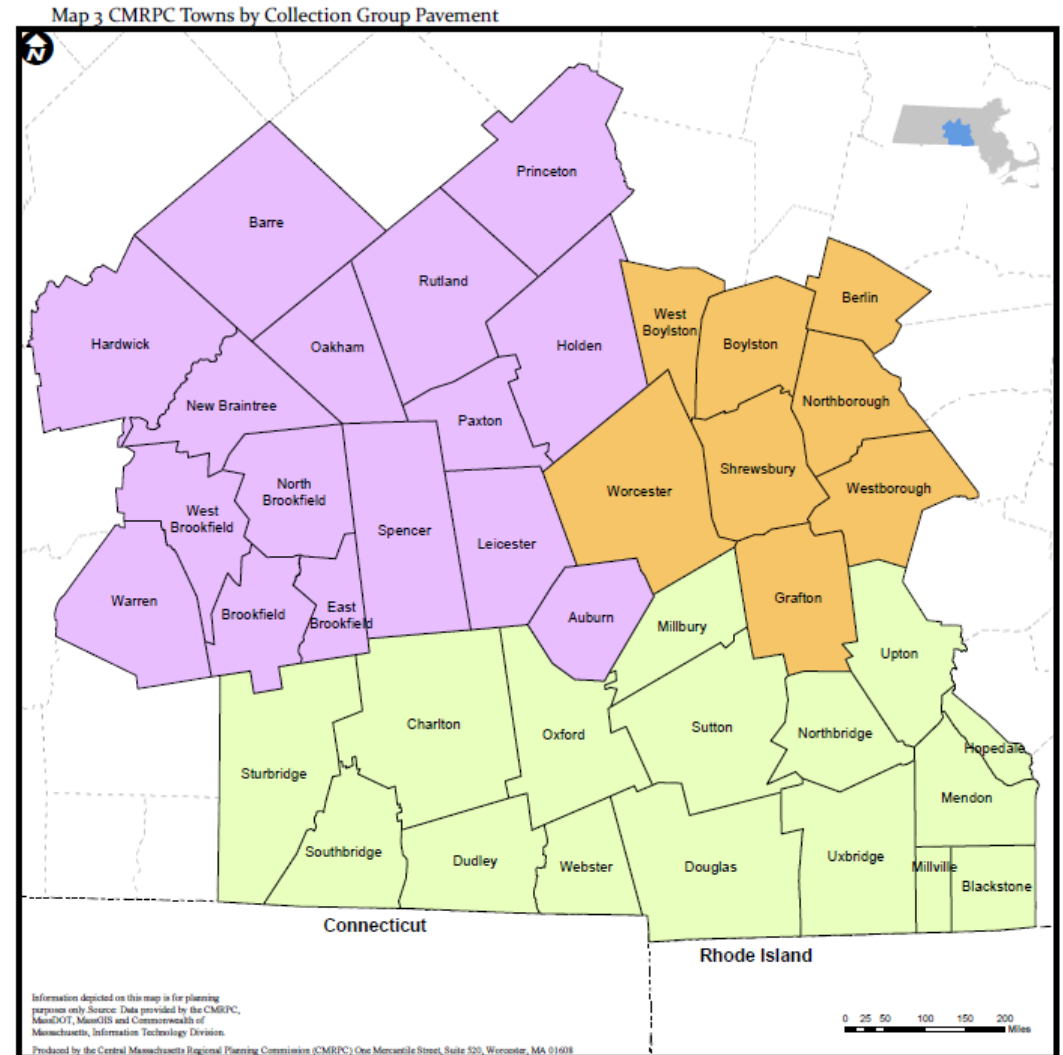 Map 3 CMRPC Towns by Collection Group Pavement
N
Princeton
Barre
Rutland
Berlin
West
Boylston
Boylston
Hardwick
Oakham
Holden
Northborough
New Braintree
Paxton
Shrewsbury
North
Brookfield
Worcester
Westborough
West
Brookfield
Spencer
Leicester
Warren
Brookfield
East
Brookfield
Auburn
Millbury
Grafton
Upton
Charlton
Oxford
Sutton
Northbridge
Hopedale
Sturbridge
Mendon
Southbridge
Dudley
Webster
Douglas
Uxbridge
Millville
Blackstone
Connecticut
Rhode Island
Information depicted on this map is for planning
purposes only. Source: Data provided by the CMRPC,
MassDOT, MassGIS and Commonwealth of
Massachusetts, Information Technology Division.
0 25 50 100 150 200
Miles
Produced by the Central Massachusetts Regional Planning Commission (CMRPC) One Mercantile Street, Suite 520, Worcester, MA 01608